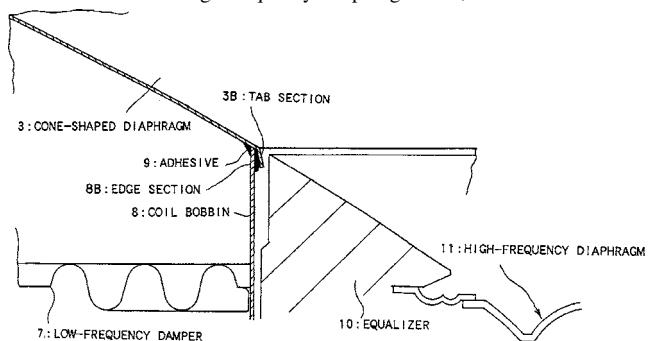 3B:TAB SECTION
3:CONE-SHAPED DIAPHRAGM
9:ADHESIVE
8B:EDGE SECTION
8:COIL BOBBIN
11:HIGH-FREQUENCY DIAPHRAGM
7:LOW-FREQUENCY DAMPER
10:EQUALIZER